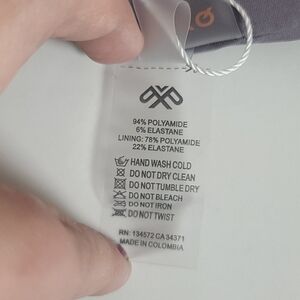 94% POLYAMIDE
6% ELASTANE
LINING: 78% POLYAMIDE
22% ELASTANE
HAND WASH COLD
DO NOT DRY CLEAN
DO NOT TUMBLE DRY
DO NOT BLEACH
DO NOT IRON
DO NOT TWIST
RN: 134572 CA 34371
MADE IN COLOMBIA